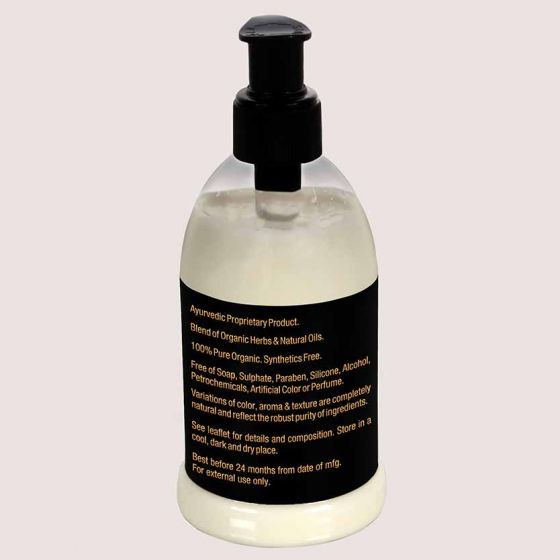 Ayurvedic Proprietary Product.
Blend of Organic Herbs & Natural Oils.
100% Pure Organic. Synthetics Free.
Free of Soap, Sulphate, Paraben, Silicone, Alcohol,
Petrochemicals, Artificial Color or Perfume.
Variations of color, aroma & texture are completely
natural and reflect the robust purity of ingredients.
See leaflet for details and composition. Store in a
cool, dark and dry place.
Best before 24 months from date of mfg.
For external use only.